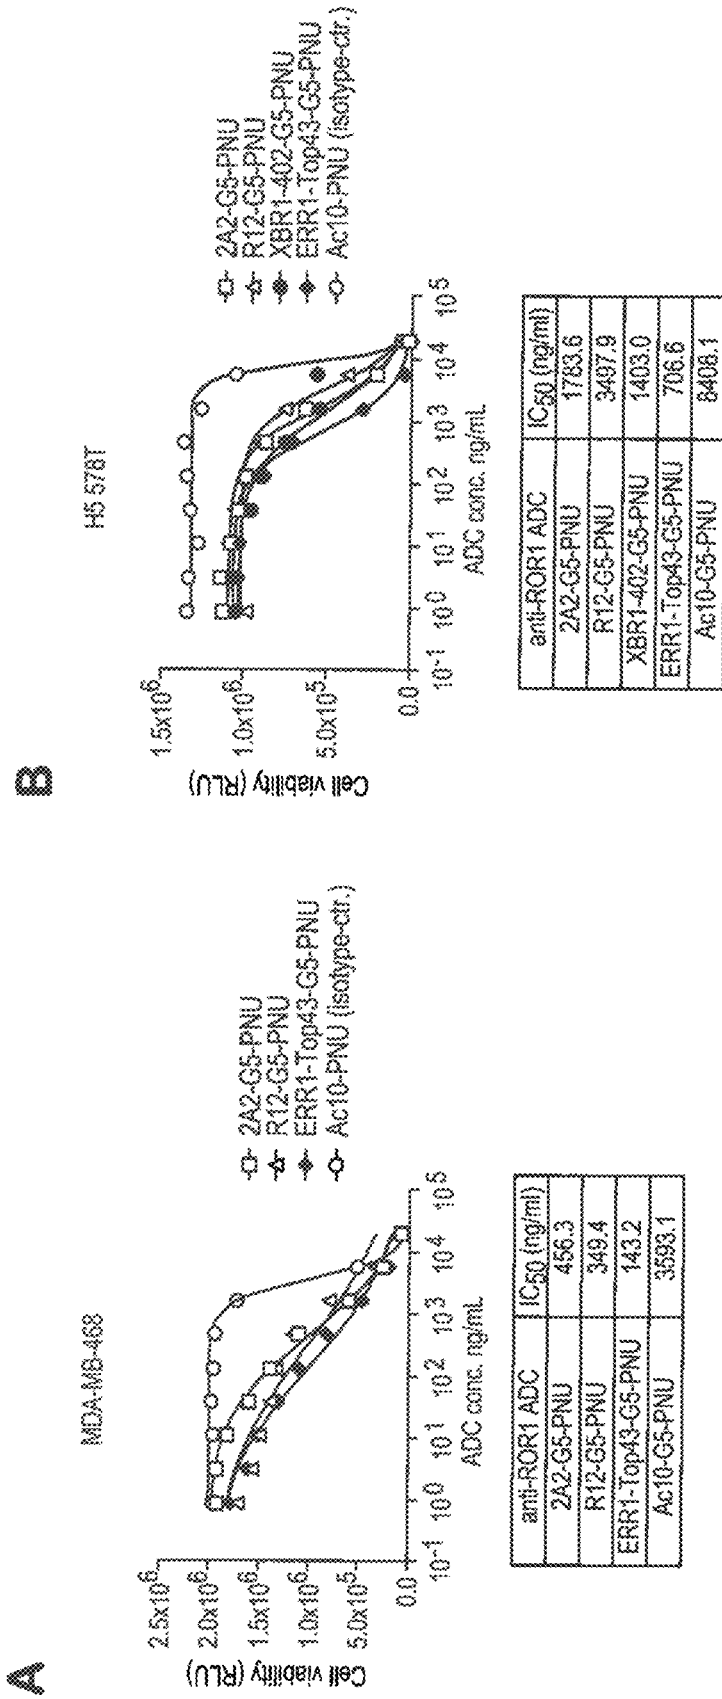 A
MDA-MB-468
Cell viability (RLU)
2.5x10^6
2.0x10^6
1.5x10^6
1.0x10^6
5.0x10^5
0.0
10^-1 10^0 10^1 10^2 10^3 10^4 10^5
ADC conc. ng/mL
2A2-G5-PNU
R12-G5-PNU
ERR1-Top43-G5-PNU
Ac10-PNU (isotype-ctr.)
anti-ROR1 ADC IC50 (ng/ml)
2A2-G5-PNU 456.3
R12-G5-PNU 349.4
ERR1-Top43-G5-PNU 143.2
Ac10-G5-PNU 3593.1
B
H5 578T
Cell viability (RLU)
1.5x10^6
1.0x10^6
5.0x10^5
0.0
10^-1 10^0 10^1 10^2 10^3 10^4 10^5
ADC conc. ng/mL
2A2-G5-PNU
R12-G5-PNU
XBR1-402-G5-PNU
ERR1-Top43-G5-PNU
Ac10-PNU (isotype-ctr.)
anti-ROR1 ADC IC50 (ng/ml)
2A2-G5-PNU 1783.6
R12-G5-PNU 3497.9
XBR1-402-G5-PNU 1403.0
ERR1-Top43-G5-PNU 706.6
Ac10-G5-PNU 8408.1